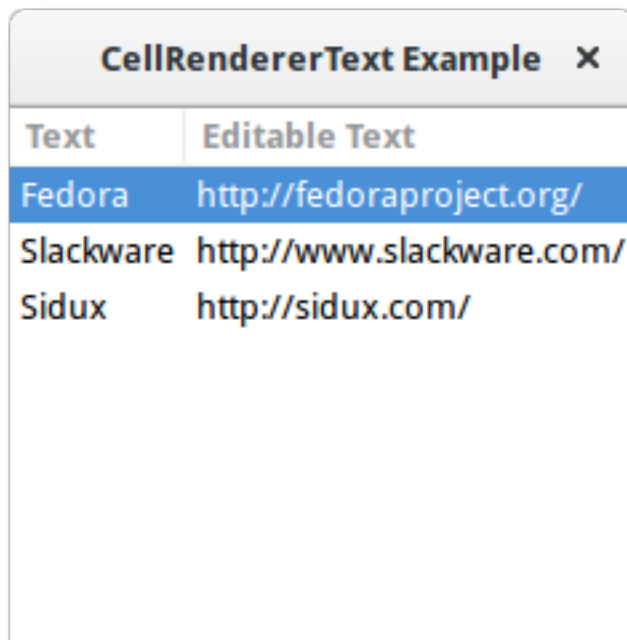 CellRendererText Example ×
Text Editable Text
Fedora http://fedoraproject.org/
Slackware http://www.slackware.com/
Sidux http://sidux.com/